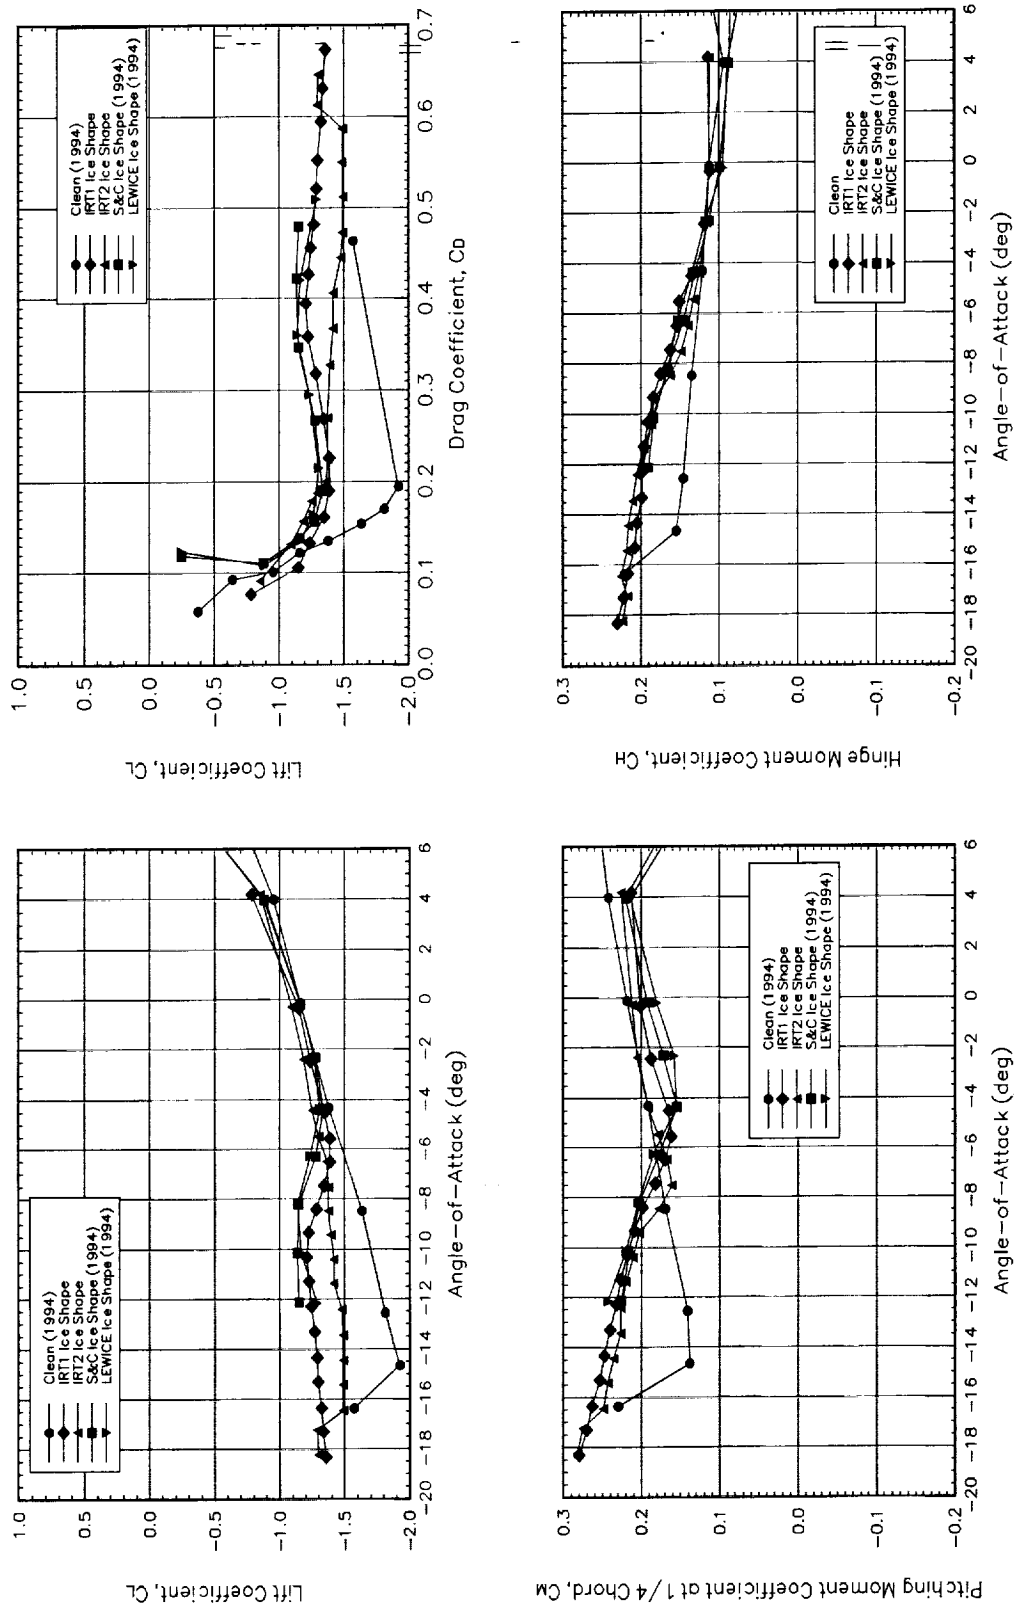 1.0
0.5
0.0
-0.5
-1.0
-1.5
-2.0
Lift Coefficient, CL
-20 -18 -16 -14 -12 -10 -8 -6 -4 -2 0 2 4 6
Angle-of-Attack (deg)
Clean (1994)
IRT1 Ice Shape
IRT2 Ice Shape
S&C Ice Shape (1994)
LEWICE Ice Shape (1994)
1.0
0.5
0.0
-0.5
-1.0
-1.5
-2.0
Lift Coefficient, CL
0.0 0.1 0.2 0.3 0.4 0.5 0.6 0.7
Drag Coefficient, CD
Clean (1994)
IRT1 Ice Shape
IRT2 Ice Shape
S&C Ice Shape (1994)
LEWICE Ice Shape (1994)
0.3
0.2
0.1
0.0
-0.1
-0.2
Pitching Moment Coefficient at 1/4 Chord, CM
-20 -18 -16 -14 -12 -10 -8 -6 -4 -2 0 2 4 6
Angle-of-Attack (deg)
Clean (1994)
IRT1 Ice Shape
IRT2 Ice Shape
S&C Ice Shape (1994)
LEWICE Ice Shape (1994)
0.3
0.2
0.1
0.0
-0.1
-0.2
Hinge Moment Coefficient, CH
-20 -18 -16 -14 -12 -10 -8 -6 -4 -2 0 2 4 6
Angle-of-Attack (deg)
Clean
IRT1 Ice Shape
IRT2 Ice Shape
S&C Ice Shape (1994)
LEWICE Ice Shape (1994)